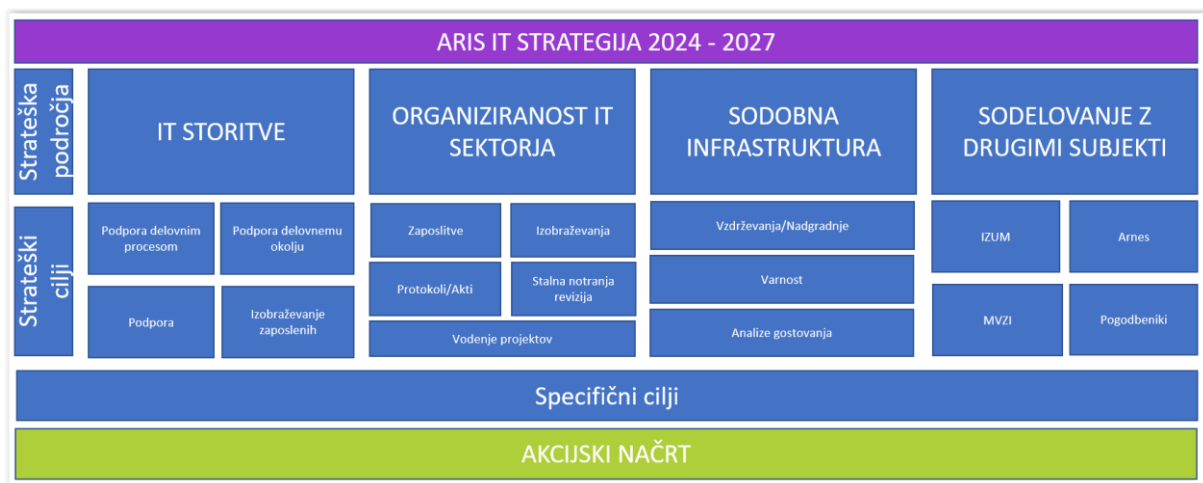 ARIS IT STRATEGIJA 2024 - 2027
Strateška
področja
IT STORITVE
ORGANIZIRANOST IT
SEKTORJA
SODOBNA
INFRASTRUKTURA
SODELOVANJE Z
DRUGIMI SUBJEKTI
Strateški
cilji
Podpora delovnim
procesom
Podpora delovnemu
okolju
Podpora
Izobraževanje
zaposlenih
Zaposlitve
Izobraževanja
Protokoli/Akti
Stalna notranja
revizija
Vodenje projektov
Vzdrževanja/Nadgradnje
Varnost
Analize gostovanja
IZUM
Arnes
MVZI
Pogodbeniki
Specifični cilji
AKCIJSKI NAČRT